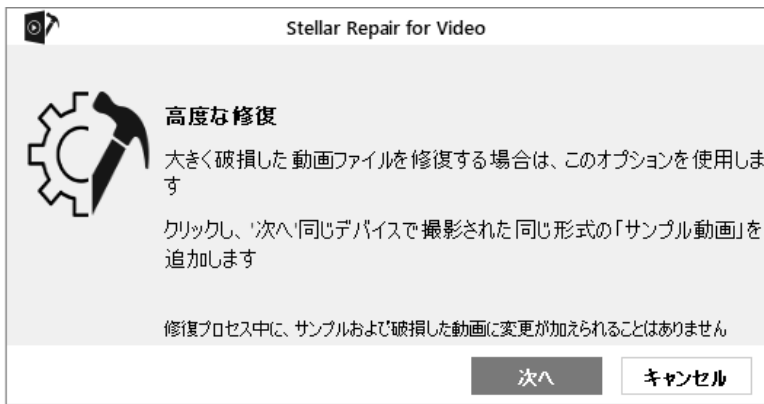 Stellar Repair for Video
高度な修復
大きく破損した動画ファイルを修復する場合は、このオプションを使用しま
す
クリックし、'次へ'同じデバイスで撮影された同じ形式の「サンプル動画」を
追加します
修復プロセス中に、サンプルおよび破損した動画に変更が加えられることはありません
次へ
キャンセル